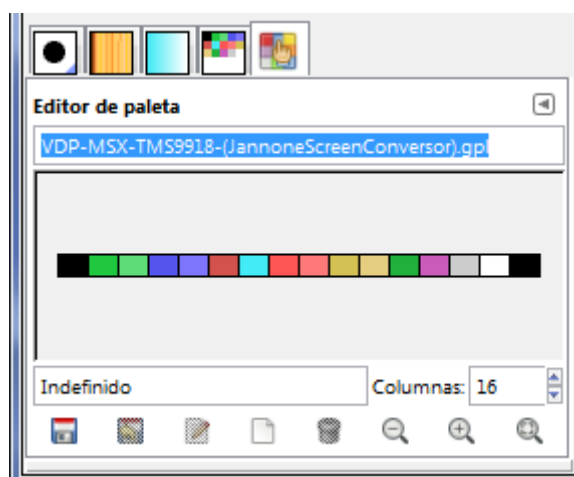 Editor de paleta
VDP-MSX-TMS9918-(JannoneScreenConversor).gpl
Indefinido
Columnas: 16